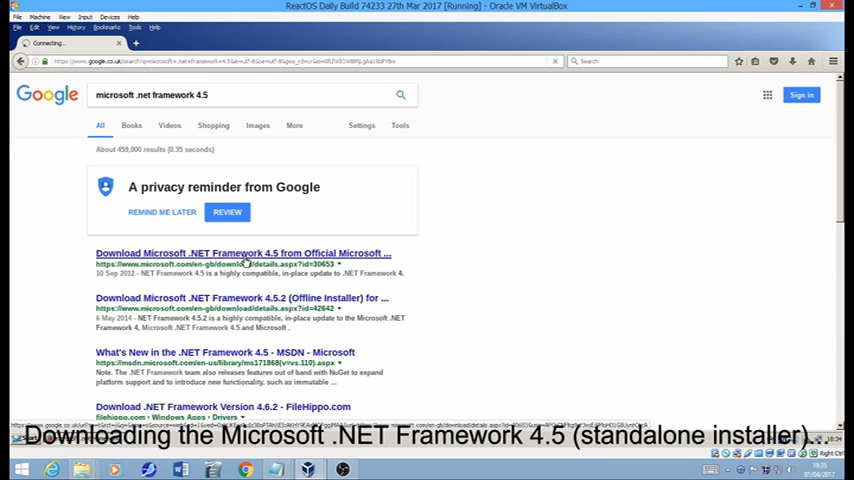 ReactOS Daily Build 74233 27th Mar 2017 [Running] - Oracle VM VirtualBox
File Machine View Input Devices Help
File Edit View History Bookmarks Tools Help
Connecting...
Search
Google
microsoft .net framework 4.5
Sign in
All Books Videos Shopping Images More Settings Tools
About 459,000 results (0.35 seconds)
A privacy reminder from Google
REMIND ME LATER REVIEW
Download Microsoft .NET Framework 4.5 from Official Microsoft ...
https://www.microsoft.com/en-gb/download/details.aspx?id=30653
10 Sep 2012 - .NET Framework 4.5 is a highly compatible, in-place update to .NET Framework 4.
Download Microsoft .NET Framework 4.5.2 (Offline Installer) for ...
https://www.microsoft.com/en-gb/download/details.aspx?id=42642
6 May 2014 - .NET Framework 4.5.2 is a highly compatible, in-place update to the Microsoft .NET
Framework 4, Microsoft .NET Framework 4.5 and Microsoft .
What's New in the .NET Framework 4.5 - MSDN - Microsoft
https://msdn.microsoft.com/en-us/library/ms171868(v=vs.110).aspx
Note. The .NET Framework team also releases features out of band with NuGet to expand
platform support and to introduce new functionality, such as immutable ...
Download .NET Framework Version 4.6.2 - FileHippo.com
filehippo.com › Windows Apps › Drivers
Downloading the Microsoft .NET Framework 4.5 (standalone installer)...
18:34
Right Ctrl
19:35
01/04/2017